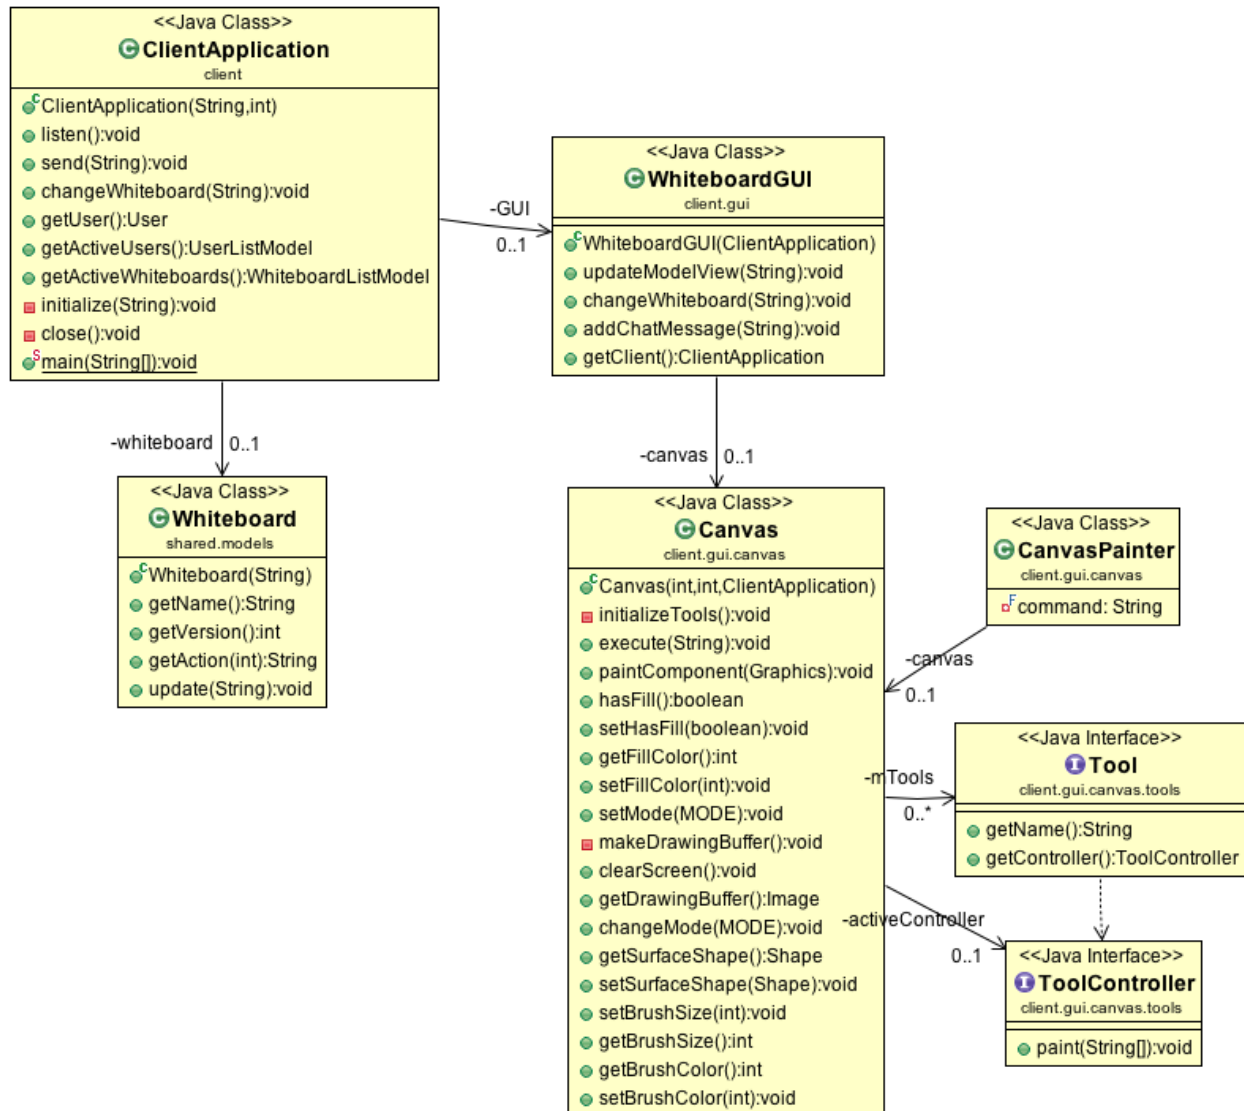 <<Java Class>>
ClientApplication
client
ClientApplication(String,int)
listen():void
send(String):void
changeWhiteboard(String):void
getUser():User
getActiveUsers():UserListModel
getActiveWhiteboards():WhiteboardListModel
initialize(String):void
close():void
main(String[]):void
-GUI
0..1
<<Java Class>>
WhiteboardGUI
client.gui
WhiteboardGUI(ClientApplication)
updateModelView(String):void
changeWhiteboard(String):void
addChatMessage(String):void
getClient():ClientApplication
-whiteboard
0..1
<<Java Class>>
Whiteboard
shared.models
Whiteboard(String)
getName():String
getVersion():int
getAction(int):String
update(String):void
-canvas
0..1
<<Java Class>>
Canvas
client.gui.canvas
Canvas(int,int,ClientApplication)
initializeTools():void
execute(String):void
paintComponent(Graphics):void
hasFill():boolean
setHasFill(boolean):void
getFillColor():int
setFillColor(int):void
setMode(MODE):void
makeDrawingBuffer():void
clearScreen():void
getDrawingBuffer():Image
changeMode(MODE):void
getSurfaceShape():Shape
setSurfaceShape(Shape):void
setBrushSize(int):void
getBrushSize():int
getBrushColor():int
setBrushColor(int):void
<<Java Class>>
CanvasPainter
client.gui.canvas
command: String
-canvas
0..1
-mTools
0..*
<<Java Interface>>
Tool
client.gui.canvas.tools
getName():String
getController():ToolController
-activeController
0..1
<<Java Interface>>
ToolController
client.gui.canvas.tools
paint(String[]):void